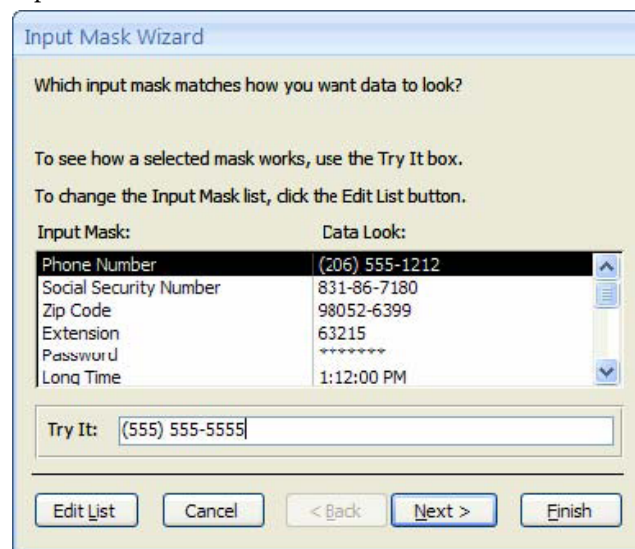 Input Mask Wizard
Which input mask matches how you want data to look?
To see how a selected mask works, use the Try It box.
To change the Input Mask list, click the Edit List button.
Input Mask: Data Look:
Phone Number (206) 555-1212
Social Security Number 831-86-7180
Zip Code 98052-6399
Extension 63215
Password *******
Long Time 1:12:00 PM
Try It: (555) 555-5555
Edit List Cancel < Back Next > Finish